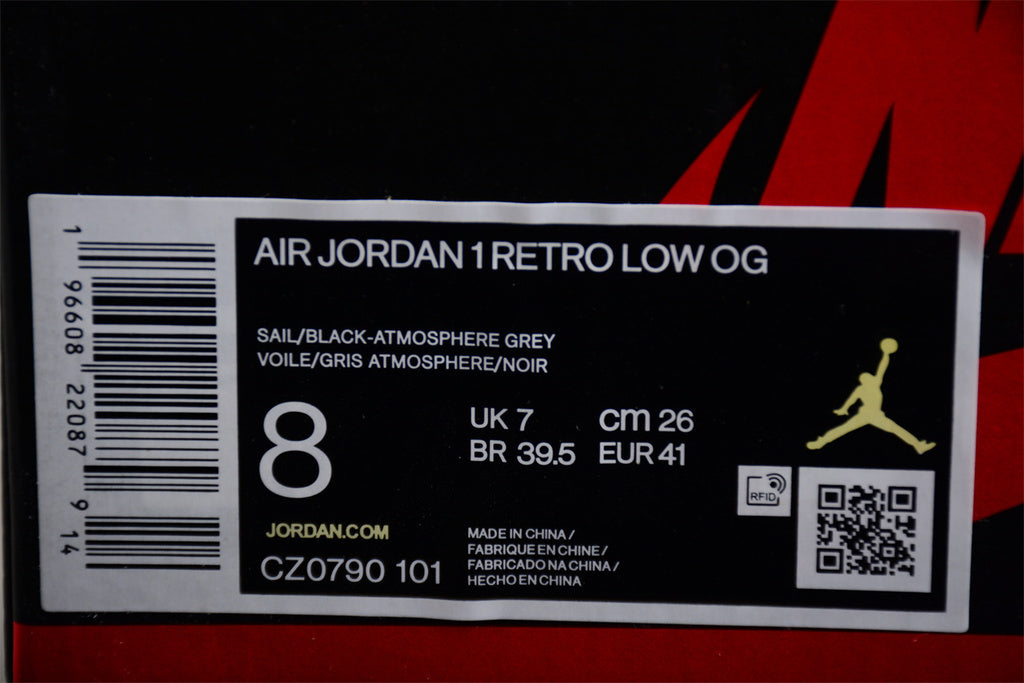 AIR JORDAN 1 RETRO LOW OG
SAIL/BLACK-ATMOSPHERE GREY
VOILE/GRIS ATMOSPHERE/NOIR
8
UK 7 cm 26
BR 39.5 EUR 41
RFID
JORDAN.COM
CZ0790 101
MADE IN CHINA /
FABRIQUE EN CHINE /
FABRICADO NA CHINA /
HECHO EN CHINA
1 96608 22087 9 14